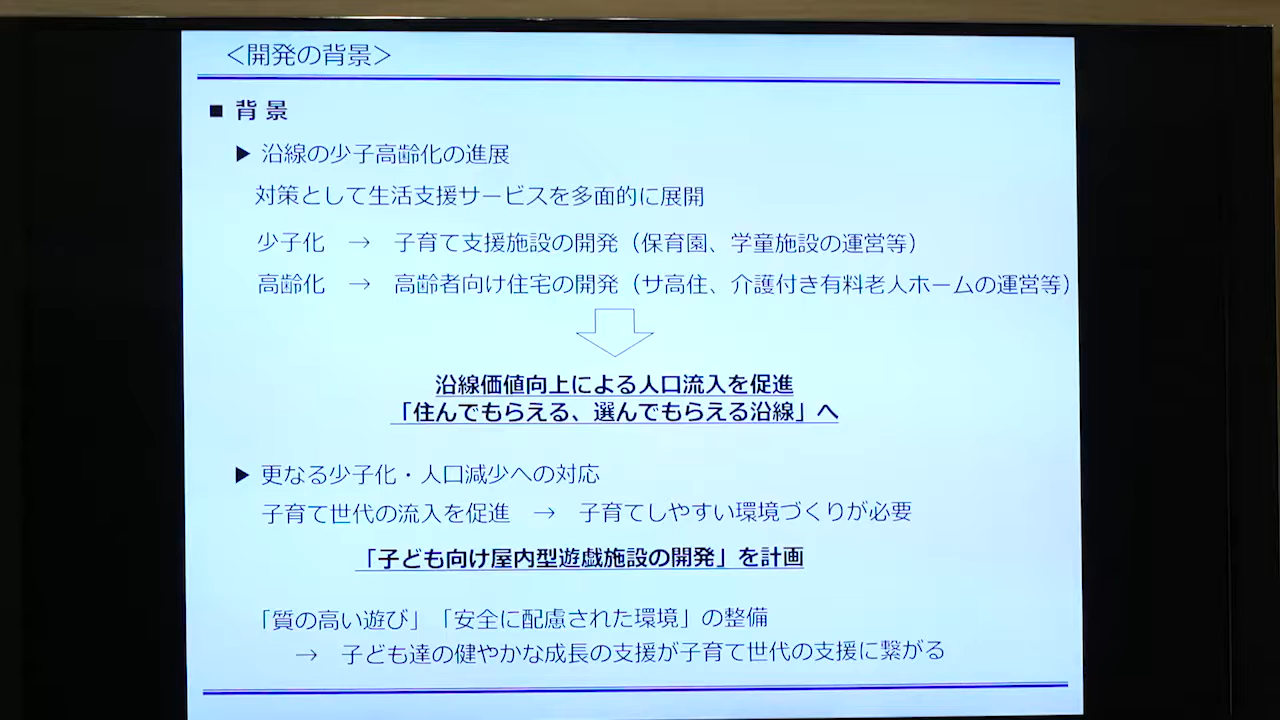 ＜開発の背景＞
■ 背 景
▶ 沿線の少子高齢化の進展
対策として生活支援サービスを多面的に展開
少子化　→　子育て支援施設の開発（保育園、学童施設の運営等）
高齢化　→　高齢者向け住宅の開発（サ高住、介護付き有料老人ホームの運営等）
沿線価値向上による人口流入を促進
「住んでもらえる、選んでもらえる沿線」へ
▶ 更なる少子化・人口減少への対応
子育て世代の流入を促進　→　子育てしやすい環境づくりが必要
「子ども向け屋内型遊戯施設の開発」を計画
「質の高い遊び」「安全に配慮された環境」の整備
→　子ども達の健やかな成長の支援が子育て世代の支援に繋がる